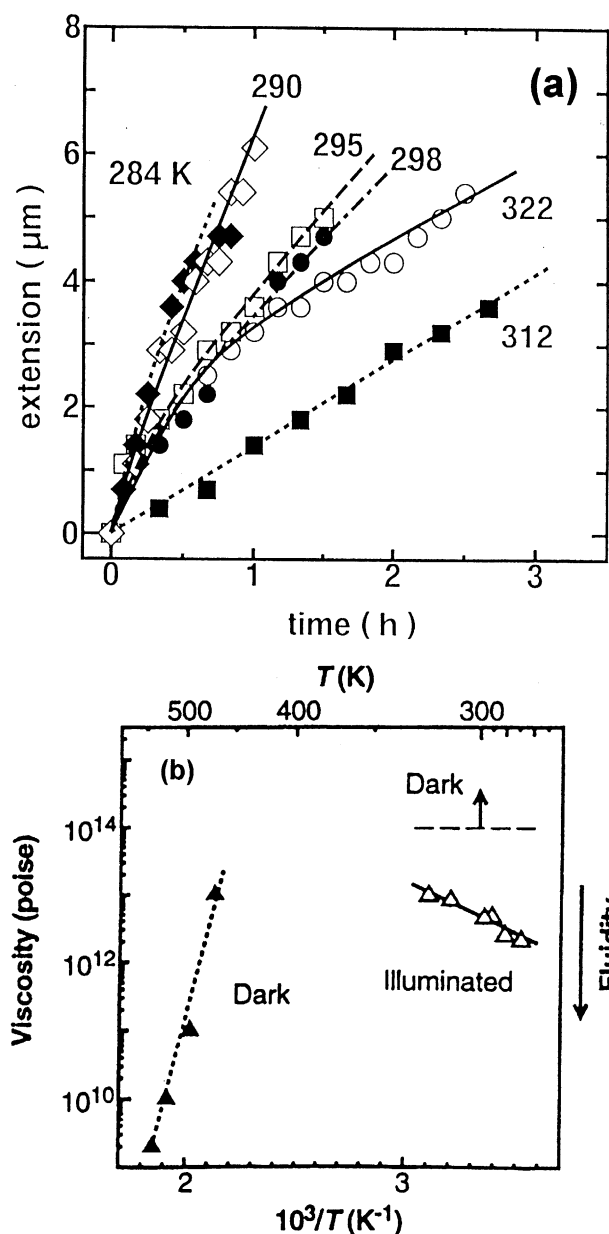 8
6
4
2
0
extension ( μm )
(a)
290
284 K
295
298
322
312
0
1
2
3
time ( h )
T (K)
500
400
300
(b)
Dark
10^14
10^12
10^10
Viscosity (poise)
Dark
Illuminated
Fluidity
2
3
10^3/T (K^-1)